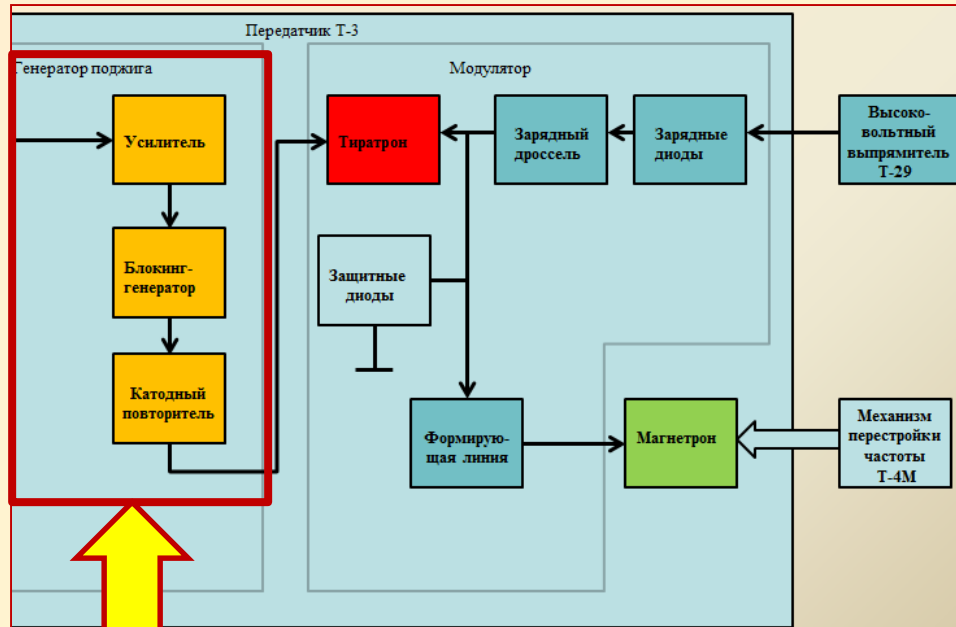 Передатчик Т-3
Генератор поджига
Модулятор
Усилитель
Тиратрон
Зарядный
дроссель
Зарядные
диоды
Высоко-
вольтный
выпрямитель
Т-29
Блокинг-
генератор
Защитные
диоды
Катодный
повторитель
Формирую-
щая линия
Магнетрон
Механизм
перестройки
частоты
Т-4М